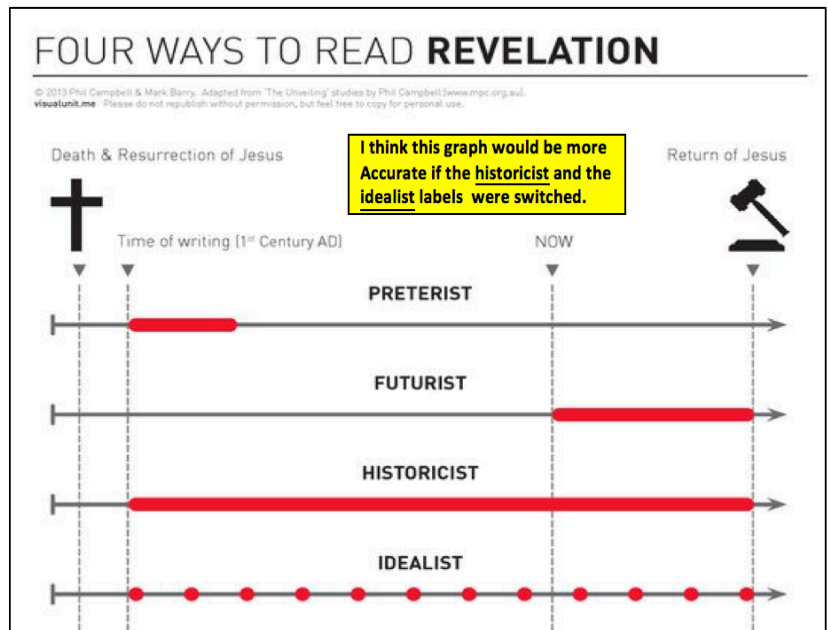 FOUR WAYS TO READ REVELATION
© 2013 Phil Campbell & Mark Barry. Adapted from 'The Unveiling' studies by Phil Campbell (www.mpc.org.au).
visualunit.me Please do not republish without permission, but feel free to copy for personal use.
I think this graph would be more
Accurate if the historicist and the
idealist labels were switched.
Death & Resurrection of Jesus
Return of Jesus
Time of writing (1st Century AD)
NOW
PRETERIST
FUTURIST
HISTORICIST
IDEALIST